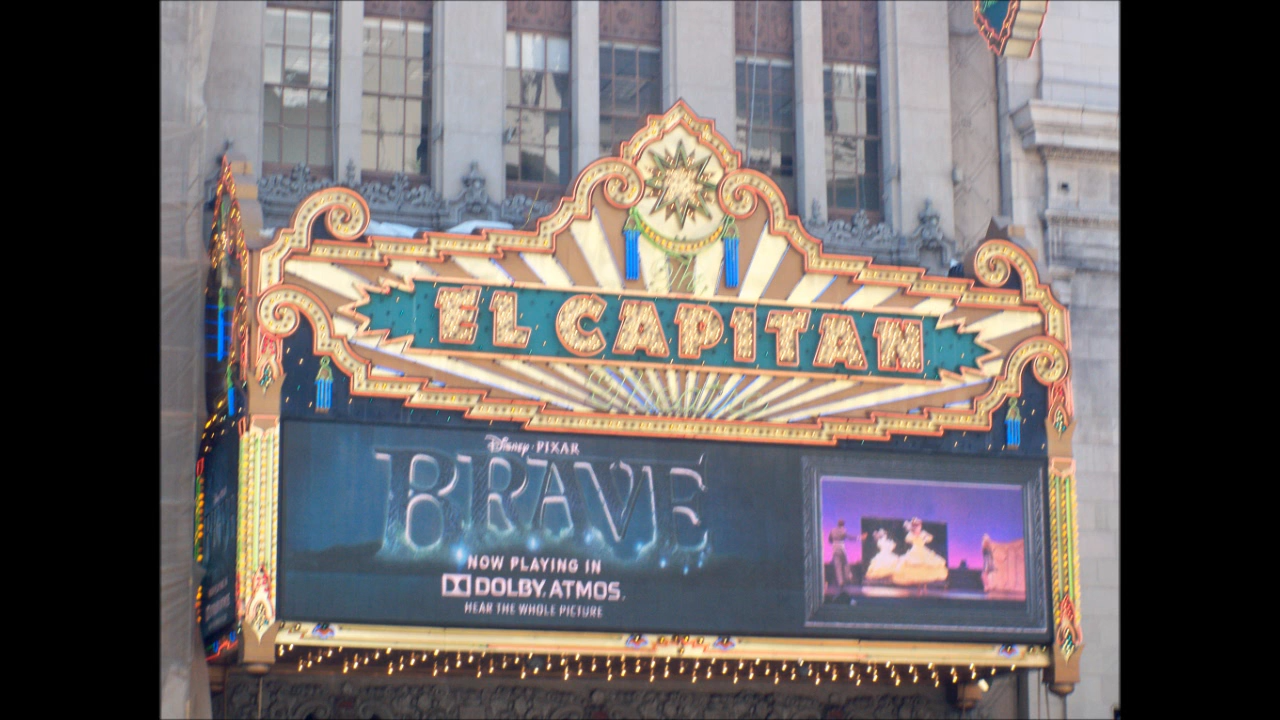 EL CAPITAN
Disney · PIXAR
BRAVE
NOW PLAYING IN
DOLBY ATMOS
HEAR THE WHOLE PICTURE